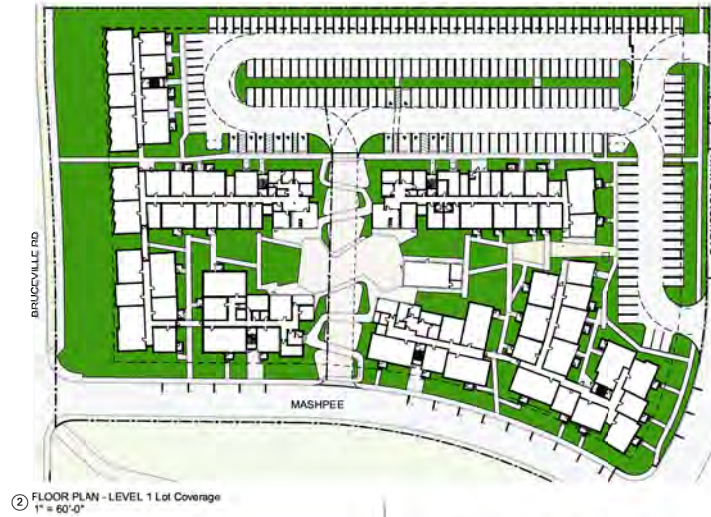 BRUCEVILLE RD
MASHPEE
2 FLOOR PLAN - LEVEL 1 Lot Coverage
1" = 60'-0"